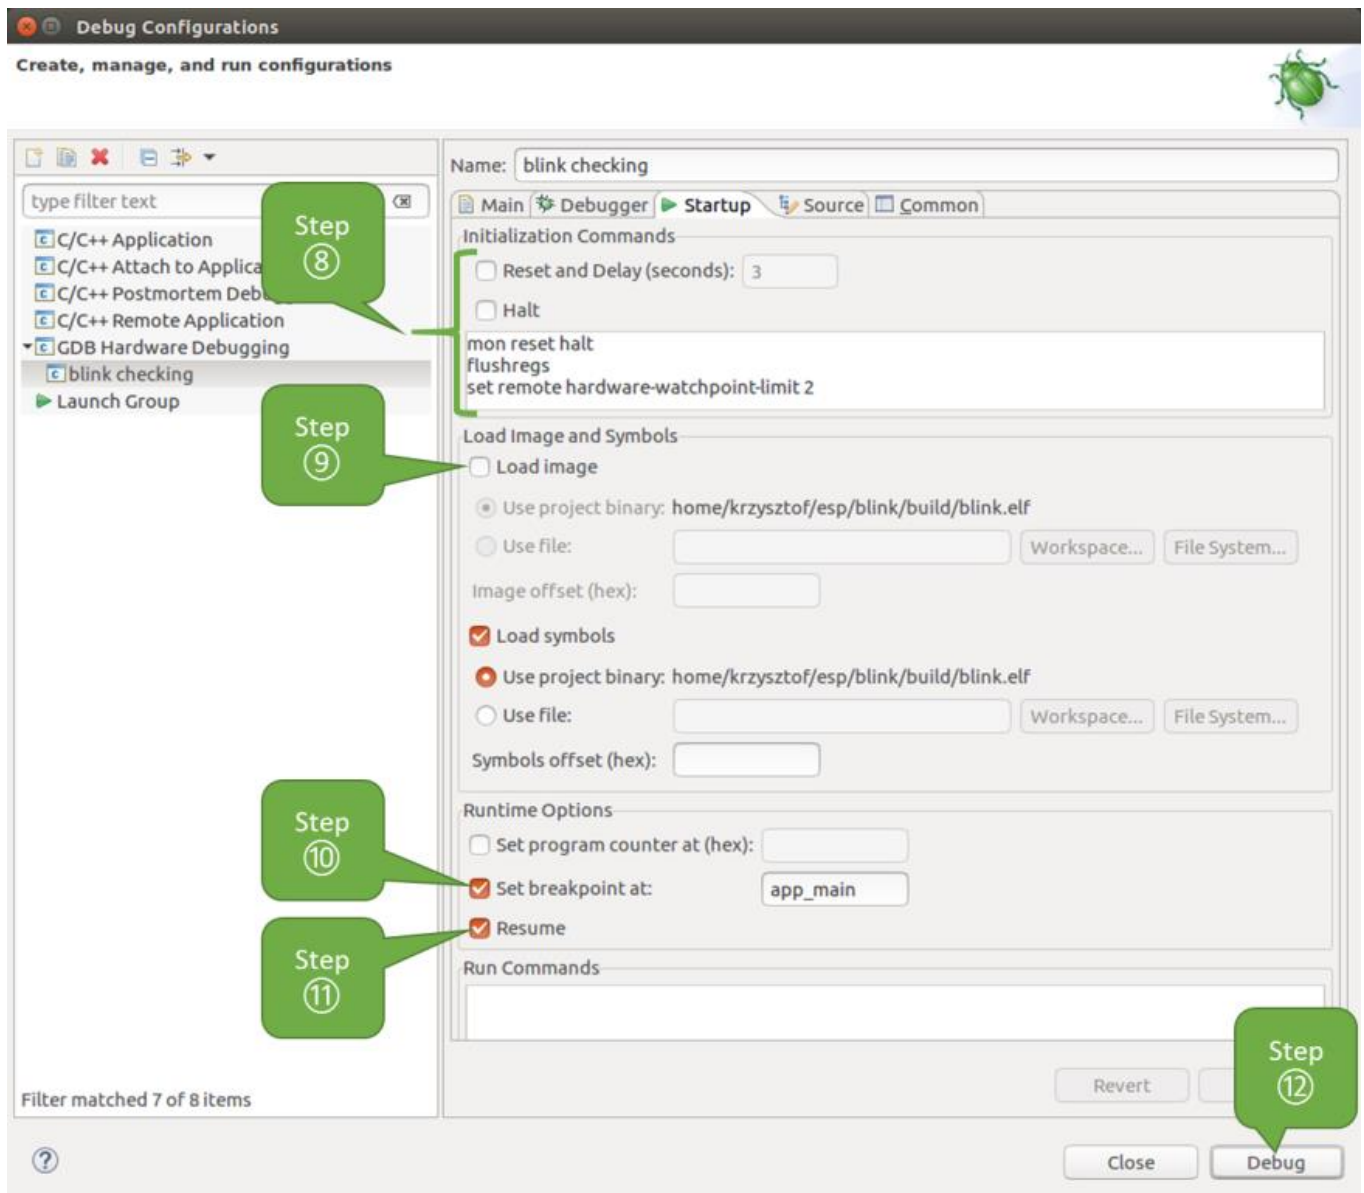 Debug Configurations
Create, manage, and run configurations
type filter text
C/C++ Application
C/C++ Attach to Applica
C/C++ Postmortem Debugg
C/C++ Remote Application
GDB Hardware Debugging
blink checking
Launch Group
Filter matched 7 of 8 items
Step
⑧
Step
⑨
Step
⑩
Step
⑪
Name: blink checking
Main Debugger Startup Source Common
Initialization Commands
Reset and Delay (seconds): 3
Halt
mon reset halt
flushregs
set remote hardware-watchpoint-limit 2
Load Image and Symbols
Load image
Use project binary: home/krzysztof/esp/blink/build/blink.elf
Use file: Workspace... File System...
Image offset (hex):
Load symbols
Use project binary: home/krzysztof/esp/blink/build/blink.elf
Use file: Workspace... File System...
Symbols offset (hex):
Runtime Options
Set program counter at (hex):
Set breakpoint at: app_main
Resume
Run Commands
Step
⑫
Revert
Close Debug